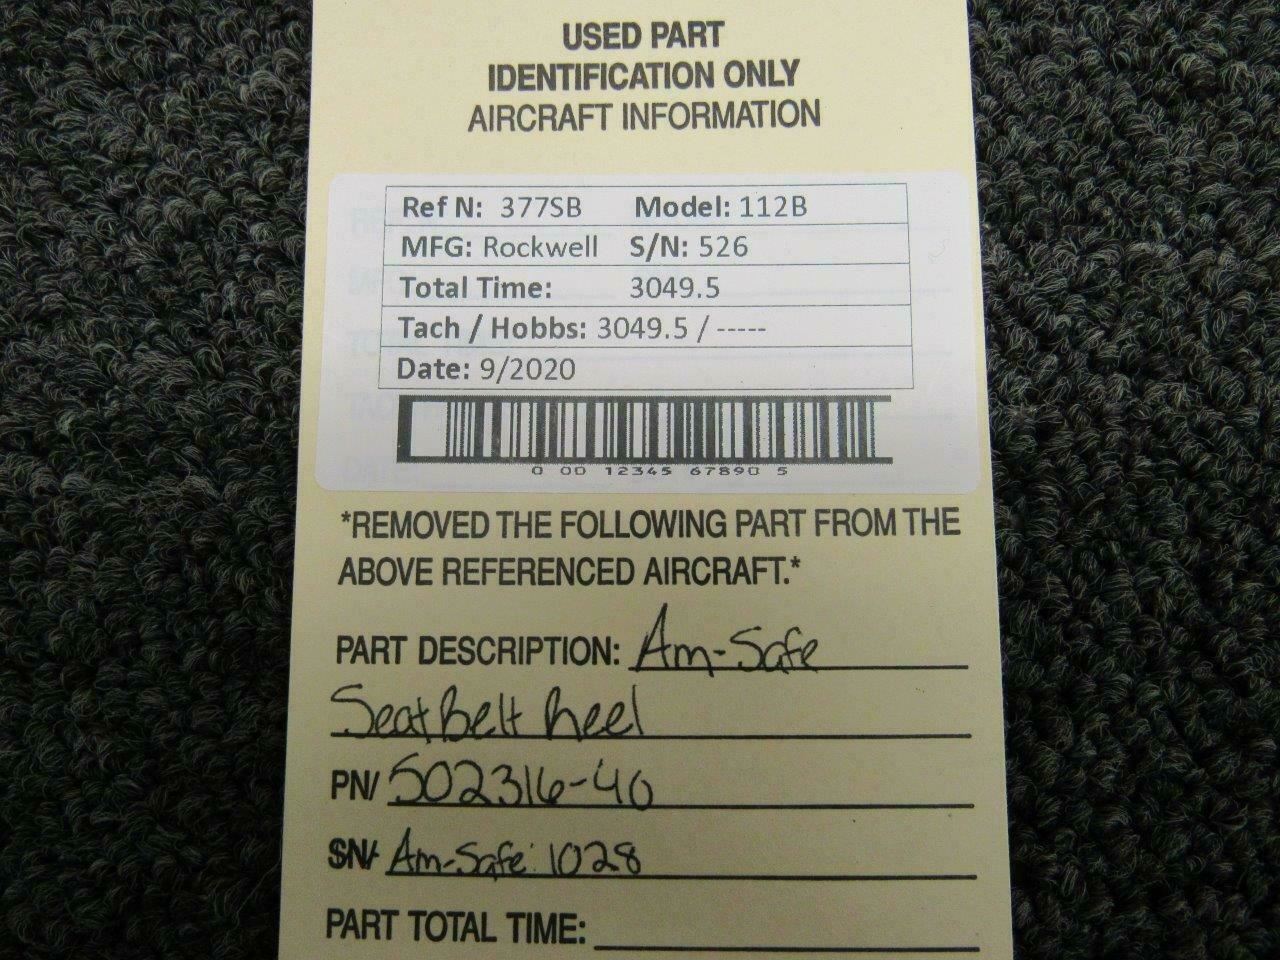 USED PART
IDENTIFICATION ONLY
AIRCRAFT INFORMATION
Ref N: 377SB Model: 112B
MFG: Rockwell S/N: 526
Total Time: 3049.5
Tach / Hobbs: 3049.5 / -----
Date: 9/2020
0 00 12345 67890 5
*REMOVED THE FOLLOWING PART FROM THE
ABOVE REFERENCED AIRCRAFT.*
PART DESCRIPTION: Am-Safe
Seat Belt Reel
PN/ 502316-40
SN/ Am-Safe: 1028
PART TOTAL TIME: